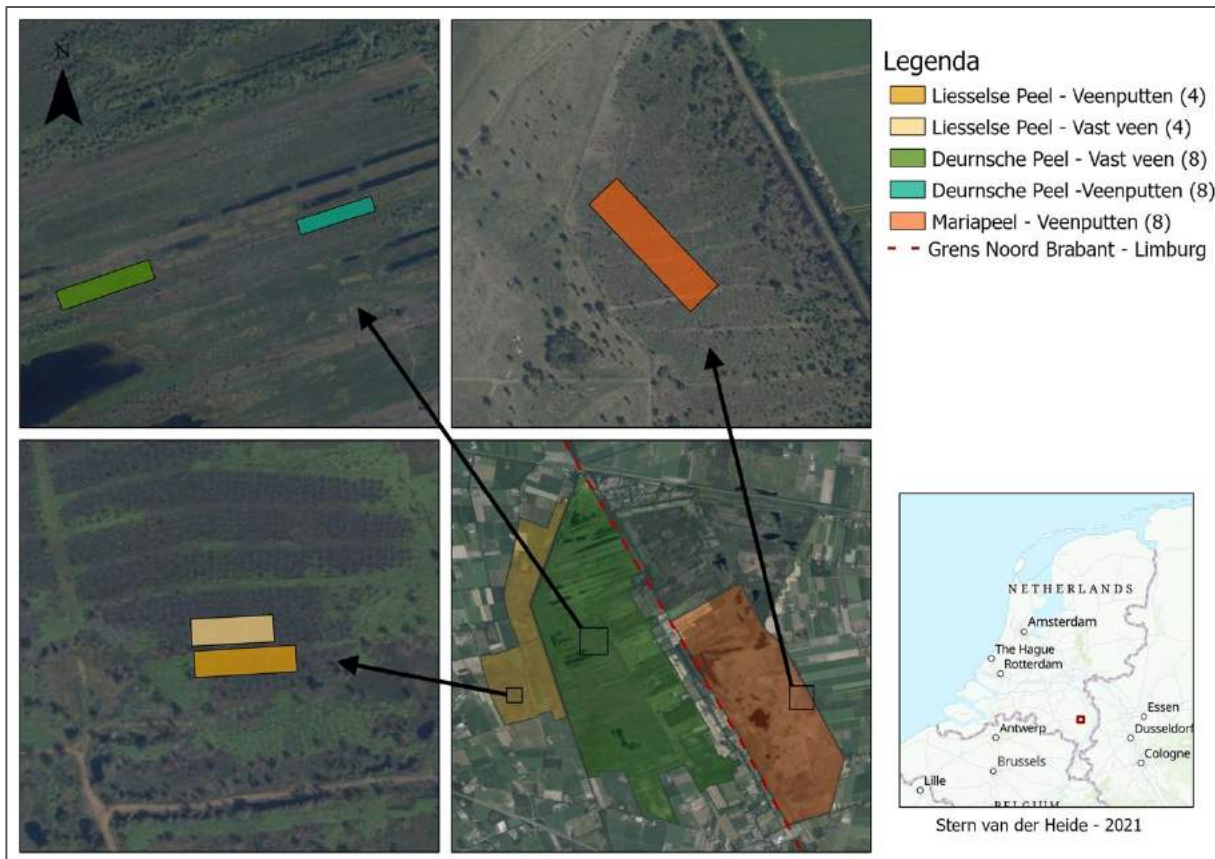 N
Legenda
Liesselse Peel - Veenputten (4)
Liesselse Peel - Vast veen (4)
Deurnsche Peel - Vast veen (8)
Deurnsche Peel -Veenputten (8)
Mariapeel - Veenputten (8)
Grens Noord Brabant - Limburg
NETHERLANDS
Amsterdam
The Hague
Rotterdam
Essen
Antwerp
Dusseldorf
Cologne
Brussels
Lille
BELGIUM
Stern van der Heide - 2021